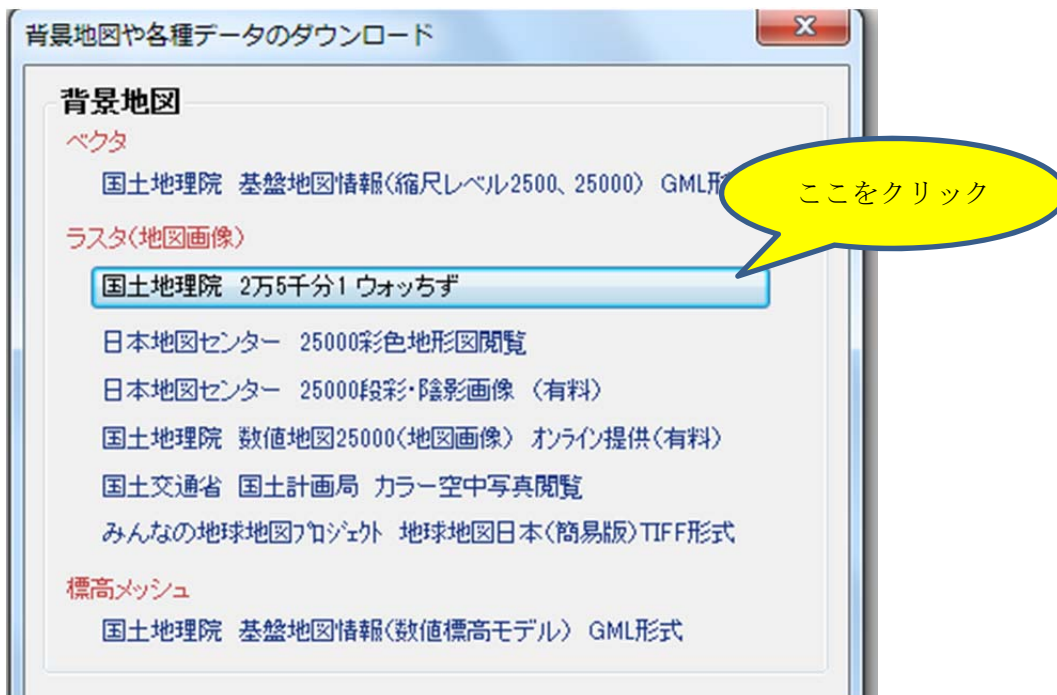 背景地図や各種データのダウンロード
背景地図
ベクタ
国土地理院 基盤地図情報(縮尺レベル2500、25000) GML形
ここをクリック
ラスタ(地図画像)
国土地理院 2万5千分1 ウォッちず
日本地図センター 25000彩色地形図閲覧
日本地図センター 25000段彩・陰影画像 (有料)
国土地理院 数値地図25000(地図画像) オンライン提供(有料)
国土交通省 国土計画局 カラー空中写真閲覧
みんなの地球地図プロジェクト 地球地図日本(簡易版)TIFF形式
標高メッシュ
国土地理院 基盤地図情報(数値標高モデル) GML形式